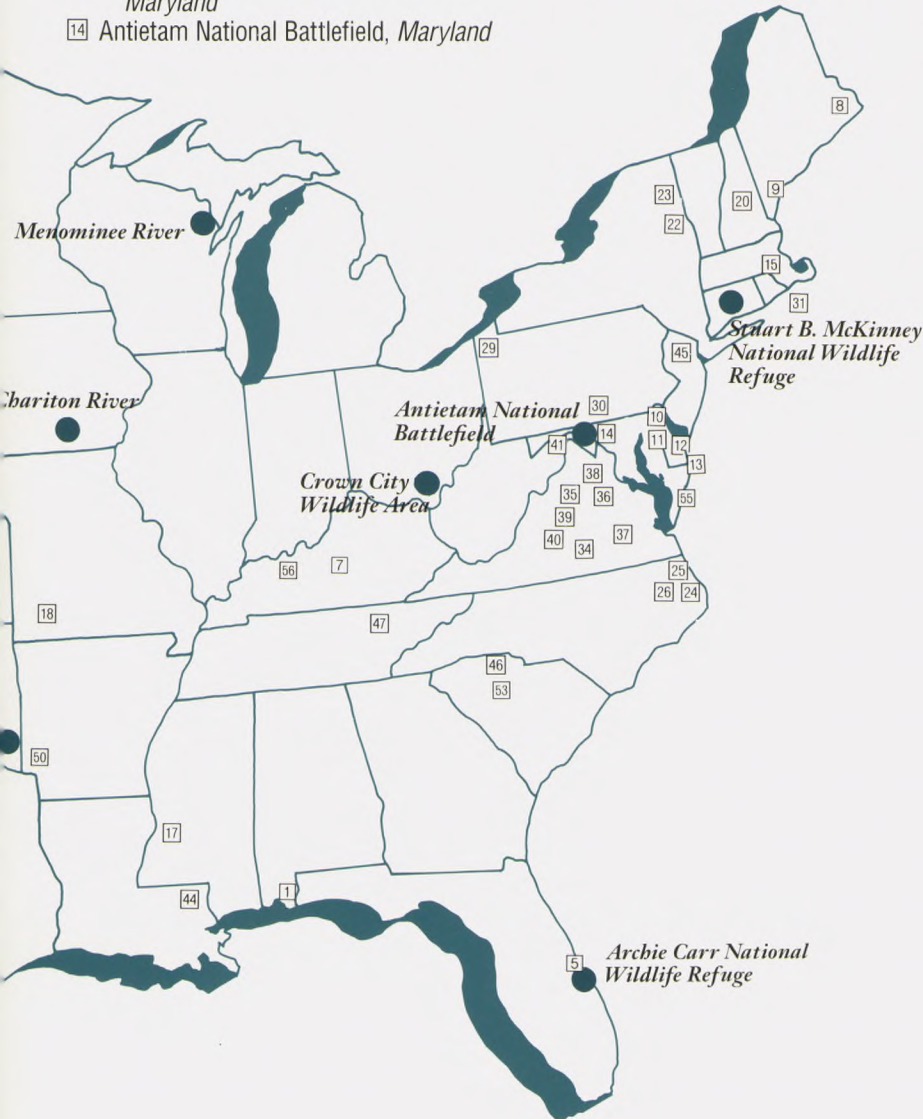 Maryland
14 Antietam National Battlefield, Maryland
8
23
20
9
22
Menominee River
15
31
Stuart B. McKinney
National Wildlife
Refuge
29
45
Chariton River
30
Antietam National
Battlefield
10
14
11
12
41
13
38
Crown City
Wildlife Area
35
36
55
39
37
40
34
56
7
25
26
24
18
47
46
53
50
17
44
1
5
Archie Carr National
Wildlife Refuge